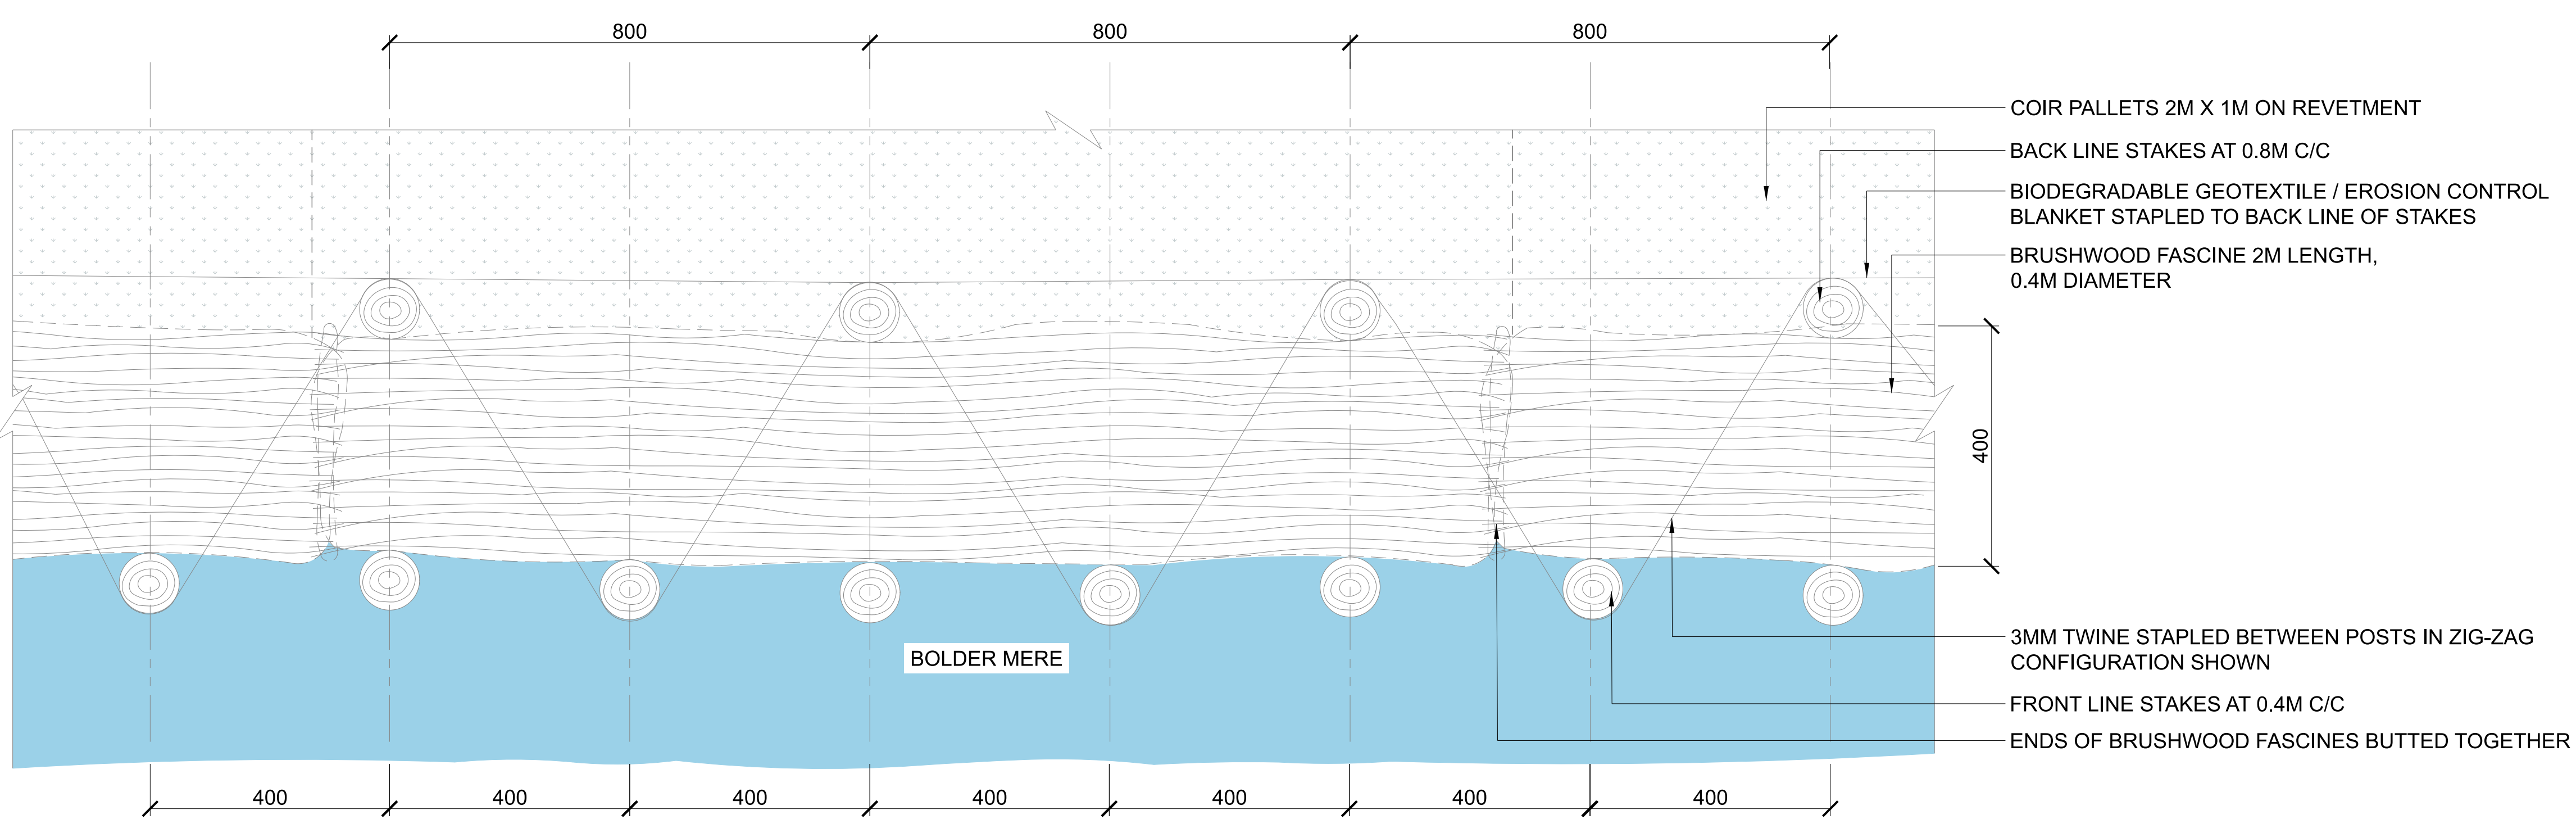 800 800 800
COIR PALLETS 2M X 1M ON REVETMENT
BACK LINE STAKES AT 0.8M C/C
BIODEGRADABLE GEOTEXTILE / EROSION CONTROL
BLANKET STAPLED TO BACK LINE OF STAKES
BRUSHWOOD FASCINE 2M LENGTH,
0.4M DIAMETER
400
3MM TWINE STAPLED BETWEEN POSTS IN ZIG-ZAG
CONFIGURATION SHOWN
BOLDER MERE
FRONT LINE STAKES AT 0.4M C/C
ENDS OF BRUSHWOOD FASCINES BUTTED TOGETHER
400 400 400 400 400 400 400